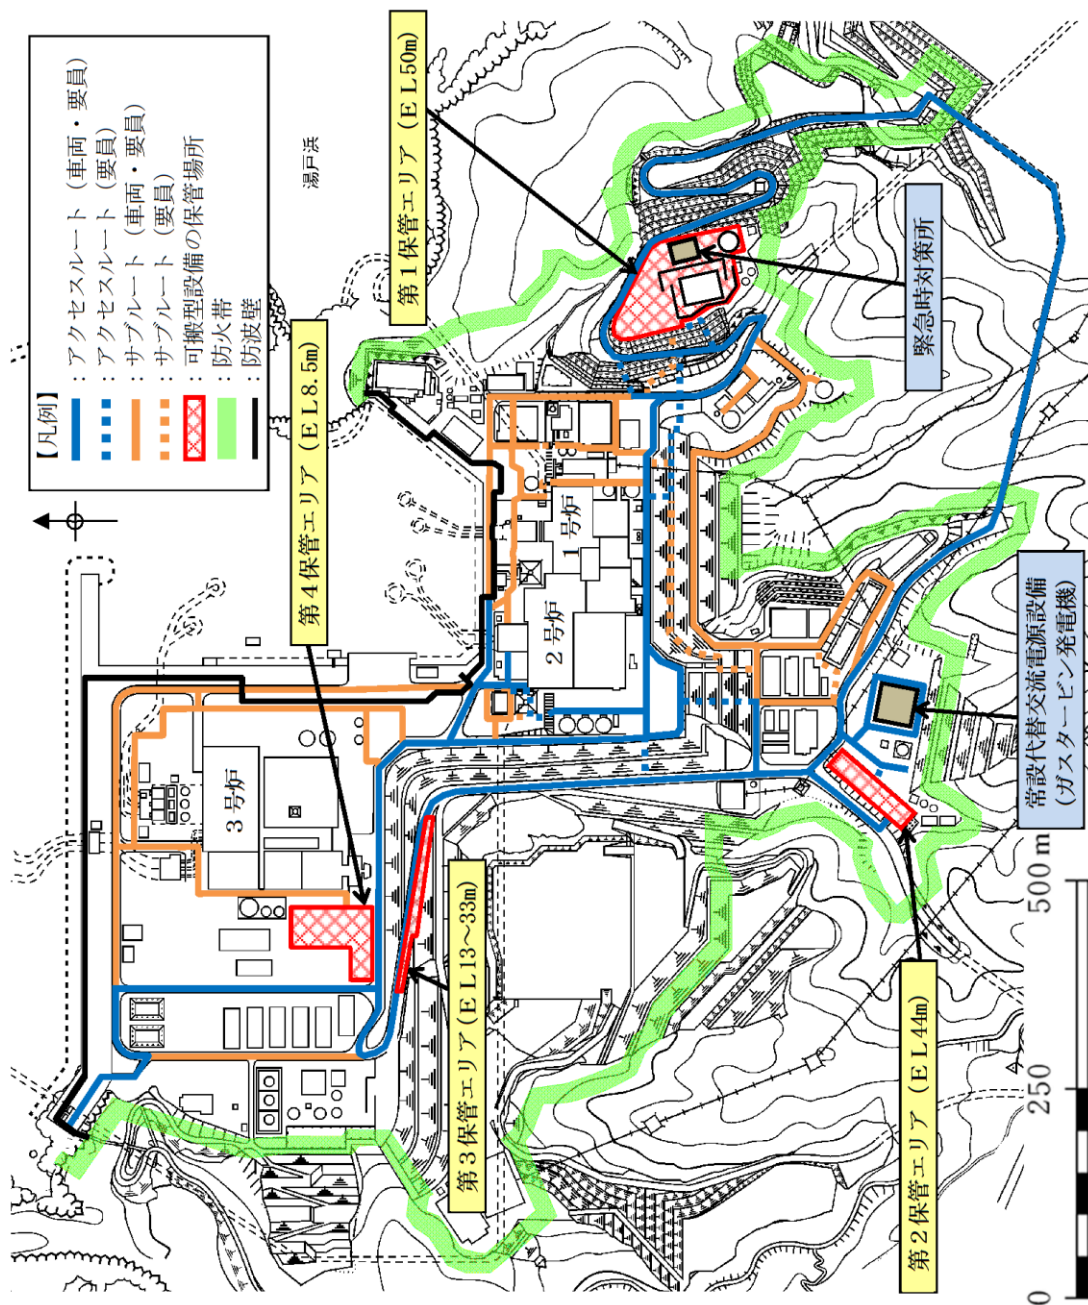 【凡例】
：アクセスルート（車両・要員）
：アクセスルート（要員）
：サブルート（車両・要員）
：サブルート（要員）
：可搬型設備の保管場所
：防火帯
：防波壁
湯戸浜
第１保管エリア（ＥＬ50m）
第４保管エリア（ＥＬ8.5m）
緊急時対策所
１号炉
２号炉
３号炉
第３保管エリア（ＥＬ13～33m）
常設代替交流電源設備
（ガスタービン発電機）
第２保管エリア（ＥＬ44m）
0
250
500 m